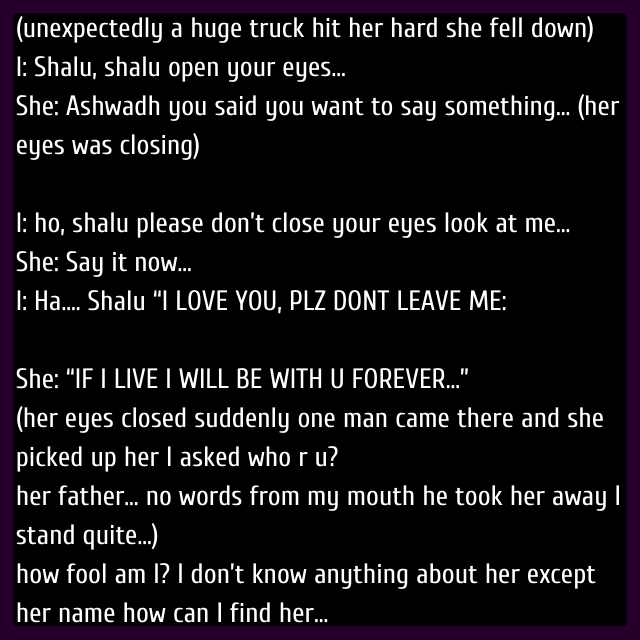 (unexpectedly a huge truck hit her hard she fell down)
I: Shalu, shalu open your eyes...
She: Ashwadh you said you want to say something... (her
eyes was closing)
I: ho, shalu please don't close your eyes look at me...
She: Say it now...
I: Ha.... Shalu “I LOVE YOU, PLZ DONT LEAVE ME:
She: “IF I LIVE I WILL BE WITH U FOREVER...”
(her eyes closed suddenly one man came there and she
picked up her I asked who r u?
her father... no words from my mouth he took her away I
stand quite...)
how fool am I? I don't know anything about her except
her name how can I find her...